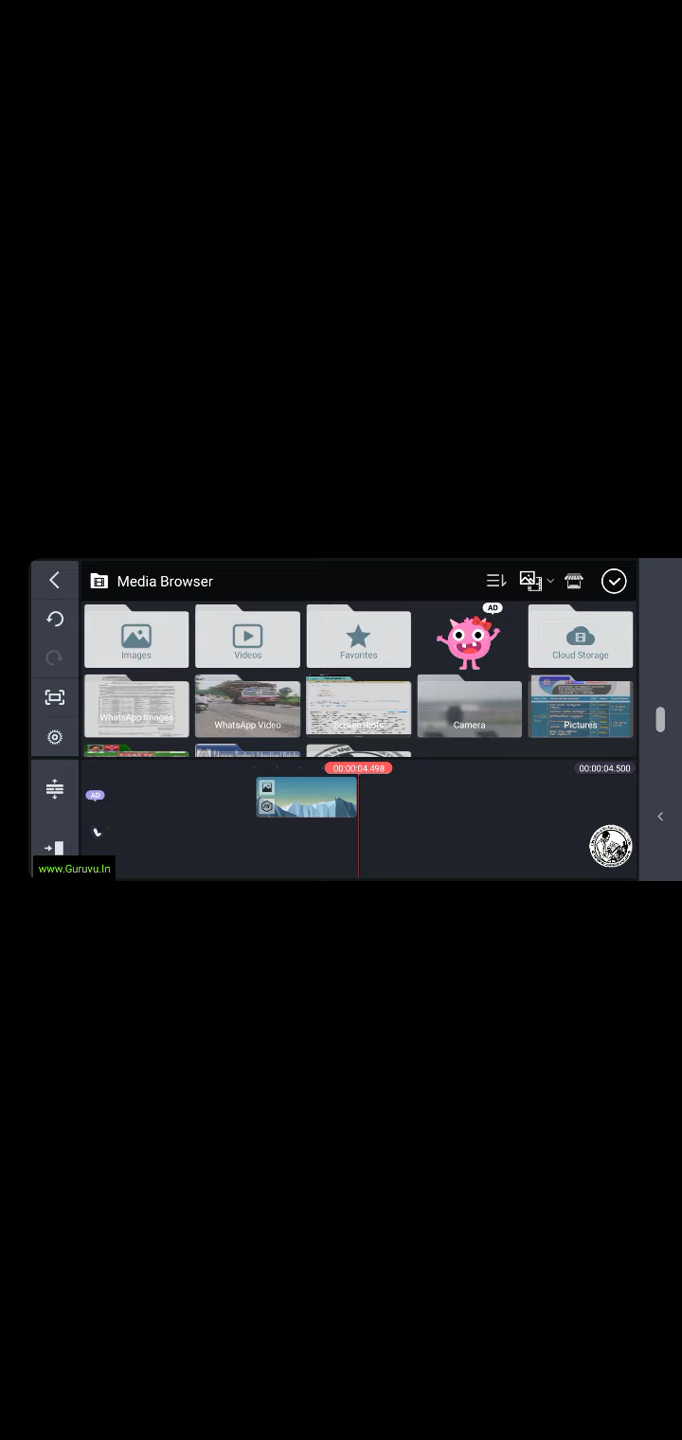 Media Browser
AD
Images
Videos
Favorites
Cloud Storage
WhatsApp Images
WhatsApp Video
Screenshots
Camera
Pictures
00:00:04.498
00:00:04.500
AD
www.Guruvu.In